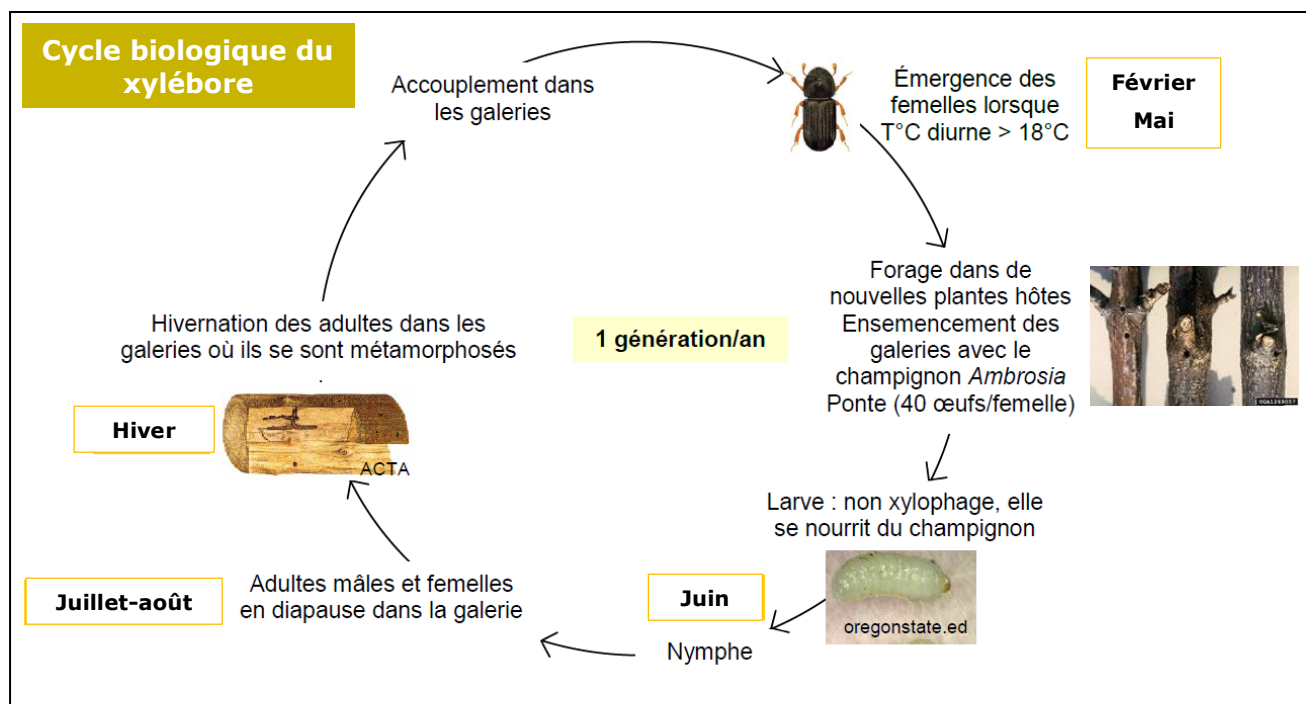 Cycle biologique du
xylébore
Accouplement dans
les galeries
Émergence des
femelles lorsque
T°C diurne > 18°C
Février
Mai
Forage dans de
nouvelles plantes hôtes
Ensemencement des
galeries avec le
champignon Ambrosia
Ponte (40 œufs/femelle)
UGA1269057
Hivernation des adultes dans les
galeries où ils se sont métamorphosés
1 génération/an
Hiver
ACTA
Larve : non xylophage, elle
se nourrit du champignon
oregonstate.ed
Juin
Nymphe
Juillet-août
Adultes mâles et femelles
en diapause dans la galerie